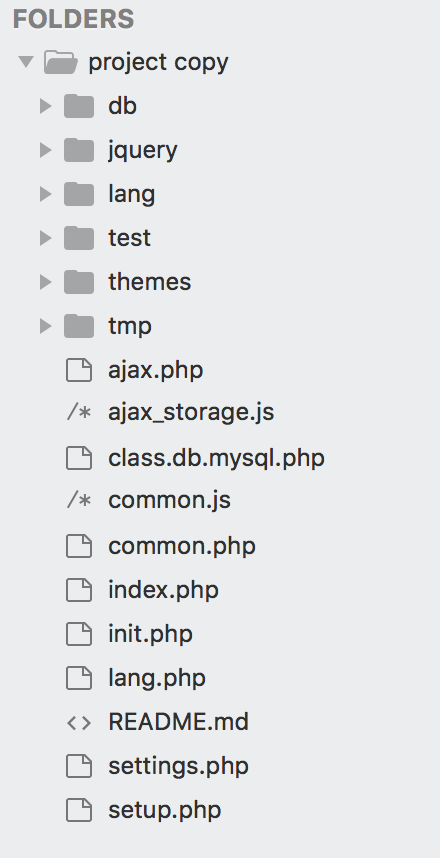 FOLDERS
project copy
db
jquery
lang
test
themes
tmp
ajax.php
/* ajax_storage.js
class.db.mysql.php
/* common.js
common.php
index.php
init.php
lang.php
<> README.md
settings.php
setup.php